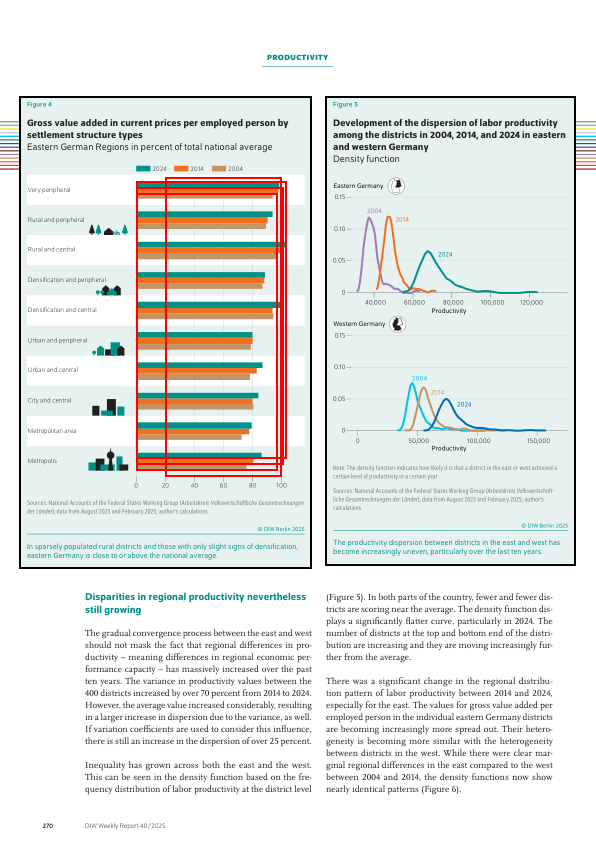 PRODUCTIVITY
Figure 4
Gross value added in current prices per employed person by
settlement structure types
Eastern German Regions in percent of total national average
2024 2014 2004
Very peripheral
Rural and peripheral
Rural and central
Densification and peripheral
Densification and central
Urban and peripheral
Urban and central
City and central
Metropolitan area
Metropolis
0 20 40 60 80 100
Sources: National Accounts of the Federal States Working Group (Arbeitskreis Volkswirtschaftliche Gesamtrechnungen
der Länder), data from August 2023 and February 2025; author's calculations.
© DIW Berlin 2025
In sparsely populated rural districts and those with only slight signs of densification,
eastern Germany is close to or above the national average.
Figure 5
Development of the dispersion of labor productivity
among the districts in 2004, 2014, and 2024 in eastern
and western Germany
Density function
Eastern Germany
0.15
2004
2014
0.10
2024
0.05
0
40,000 60,000 80,000 100,000 120,000
Productivity
Western Germany
0.15
0.10
2004
2014
2024
0.05
0
0 50,000 100,000 150,000
Productivity
Note: The density function indicates how likely it is that a district in the east or west achieved a
certain level of productivity in a certain year.
Sources: National Accounts of the Federal States Working Group (Arbeitskreis Volkswirtschaft-
liche Gesamtrechnungen der Länder), data from August 2023 and February 2025; author's
calculations.
© DIW Berlin 2025
The productivity dispersion between districts in the east and west has
become increasingly uneven, particularly over the last ten years.
Disparities in regional productivity nevertheless
still growing
The gradual convergence process between the east and west
should not mask the fact that regional differences in pro-
ductivity – meaning differences in regional economic per-
formance capacity – has massively increased over the past
ten years. The variance in productivity values between the
400 districts increased by over 70 percent from 2014 to 2024.
However, the average value increased considerably, resulting
in a larger increase in dispersion due to the variance, as well.
If variation coefficients are used to consider this influence,
there is still an increase in the dispersion of over 25 percent.
Inequality has grown across both the east and the west.
This can be seen in the density function based on the fre-
quency distribution of labor productivity at the district level
(Figure 5). In both parts of the country, fewer and fewer dis-
tricts are scoring near the average. The density function dis-
plays a significantly flatter curve, particularly in 2024. The
number of districts at the top and bottom end of the distri-
bution are increasing and they are moving increasingly fur-
ther from the average.
There was a significant change in the regional distribu-
tion pattern of labor productivity between 2014 and 2024,
especially for the east. The values for gross value added per
employed person in the individual eastern Germany districts
are becoming increasingly more spread out. Their hetero-
geneity is becoming more similar with the heterogeneity
between districts in the west. While there were clear mar-
ginal regional differences in the east compared to the west
between 2004 and 2014, the density functions now show
nearly identical patterns (Figure 6).
270 DIW Weekly Report 40/2025